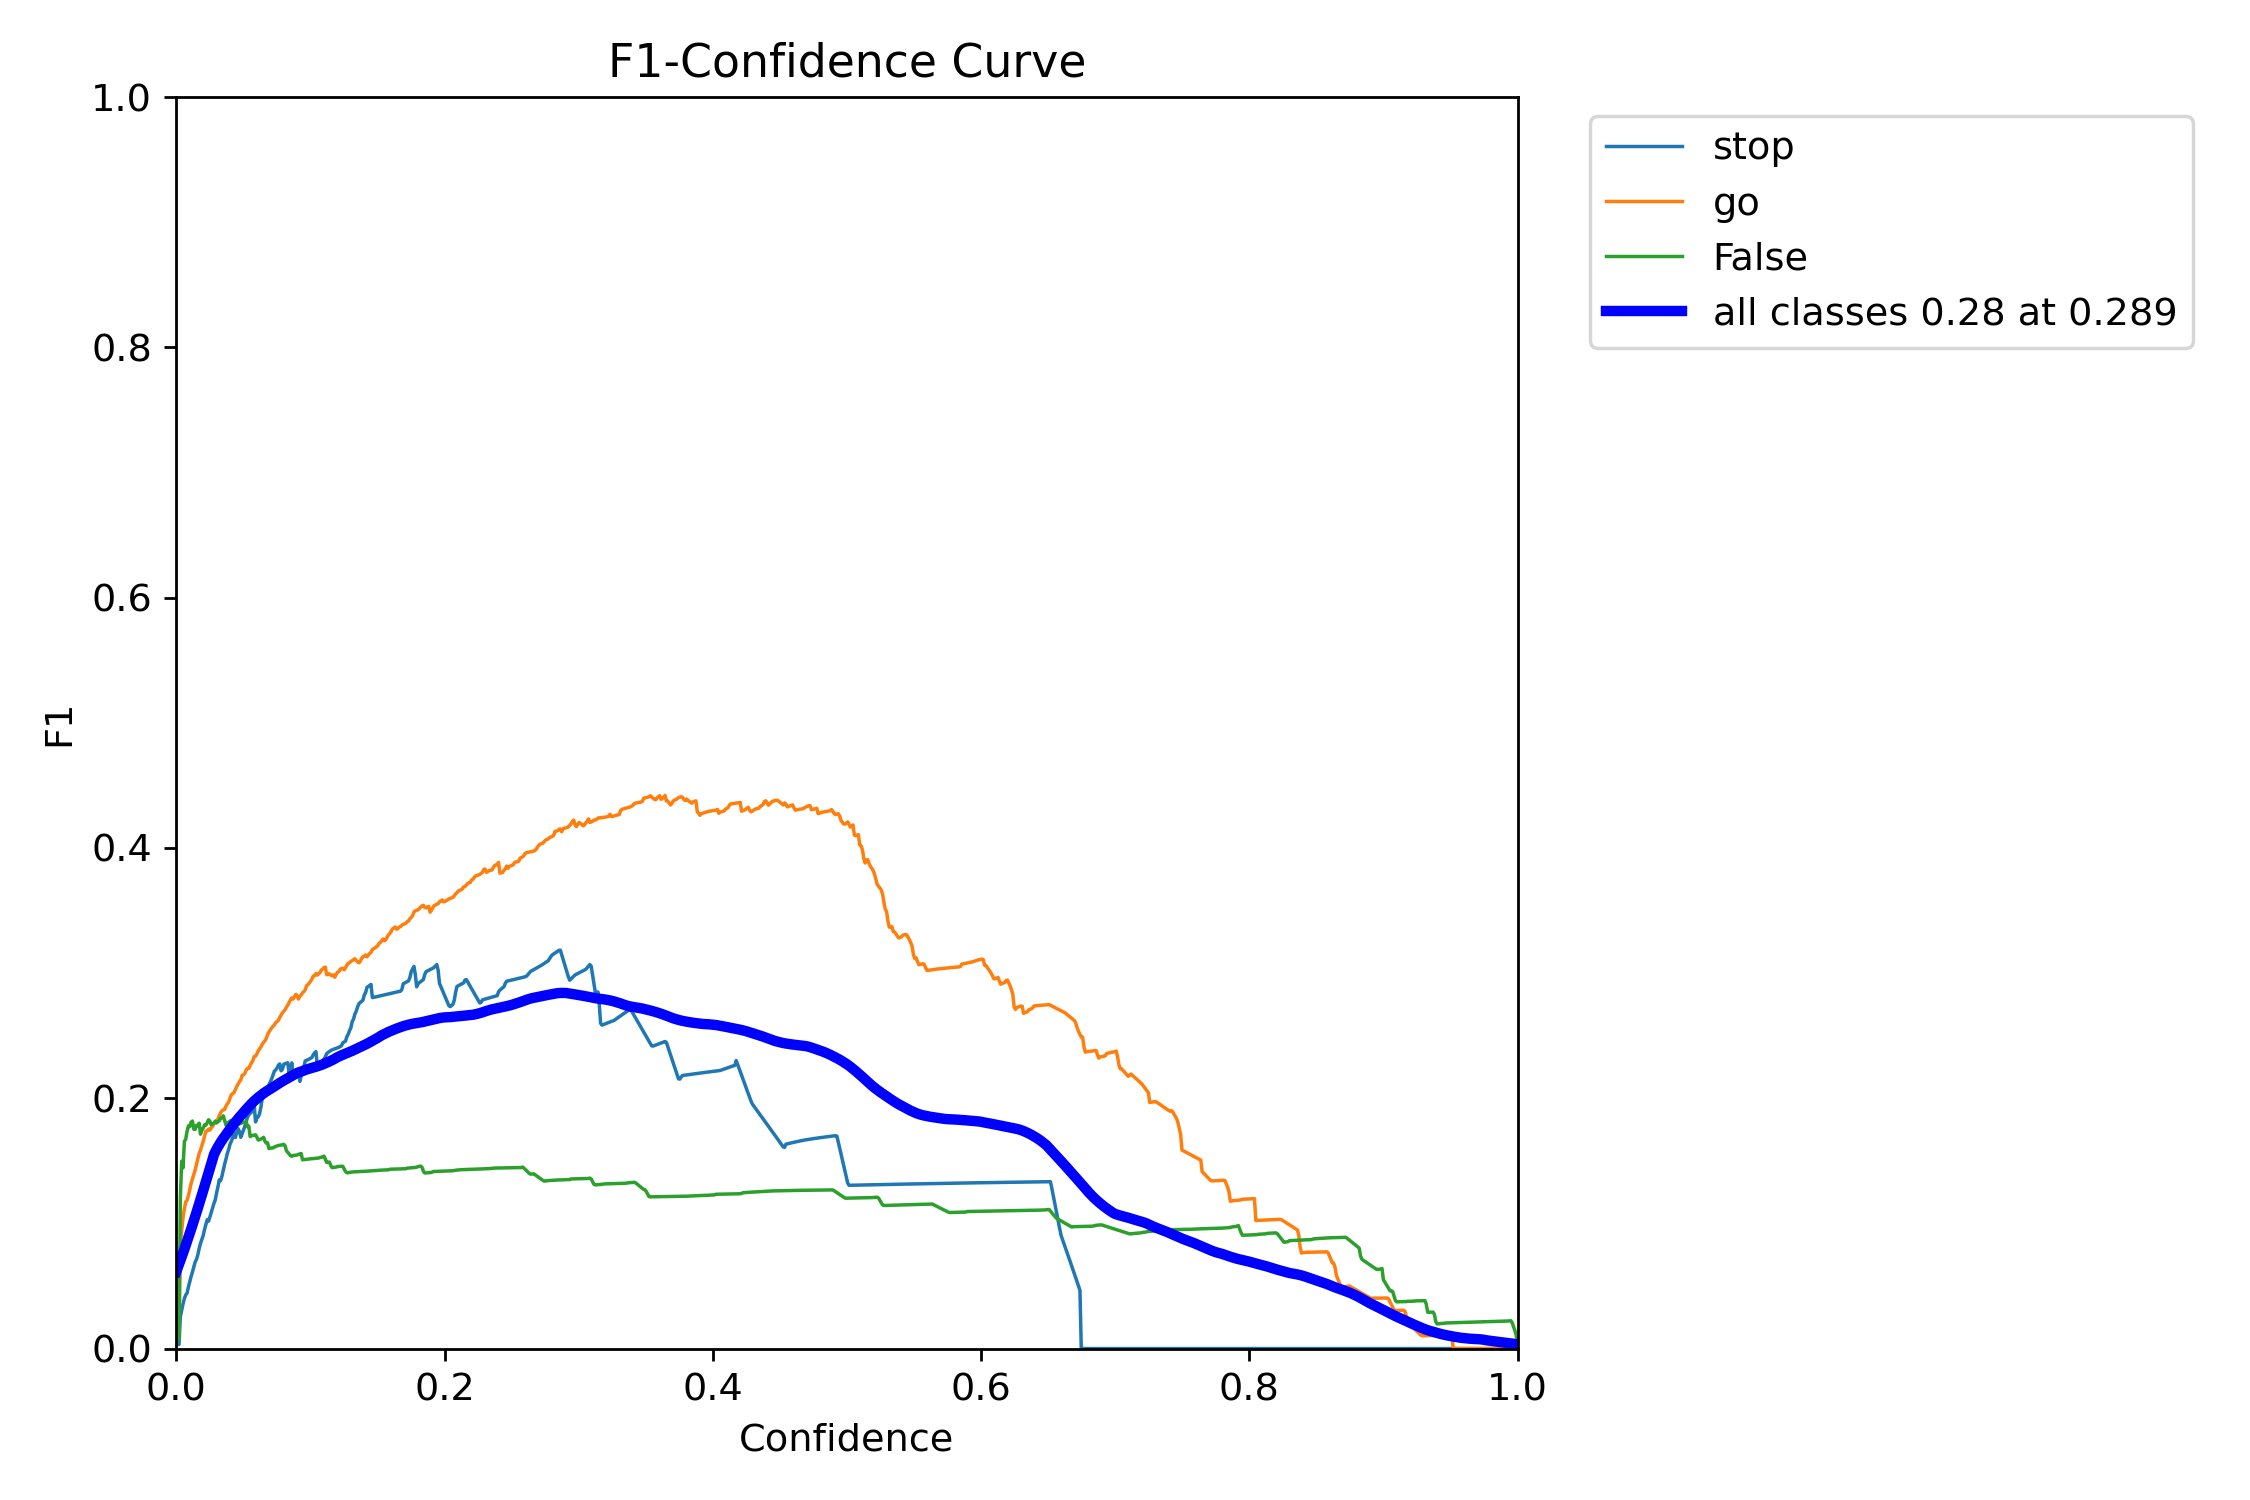 F1-Confidence Curve
1.0
0.8
0.6
0.4
0.2
0.0
F1
0.0 0.2 0.4 0.6 0.8 1.0
Confidence
stop
go
False
all classes 0.28 at 0.289